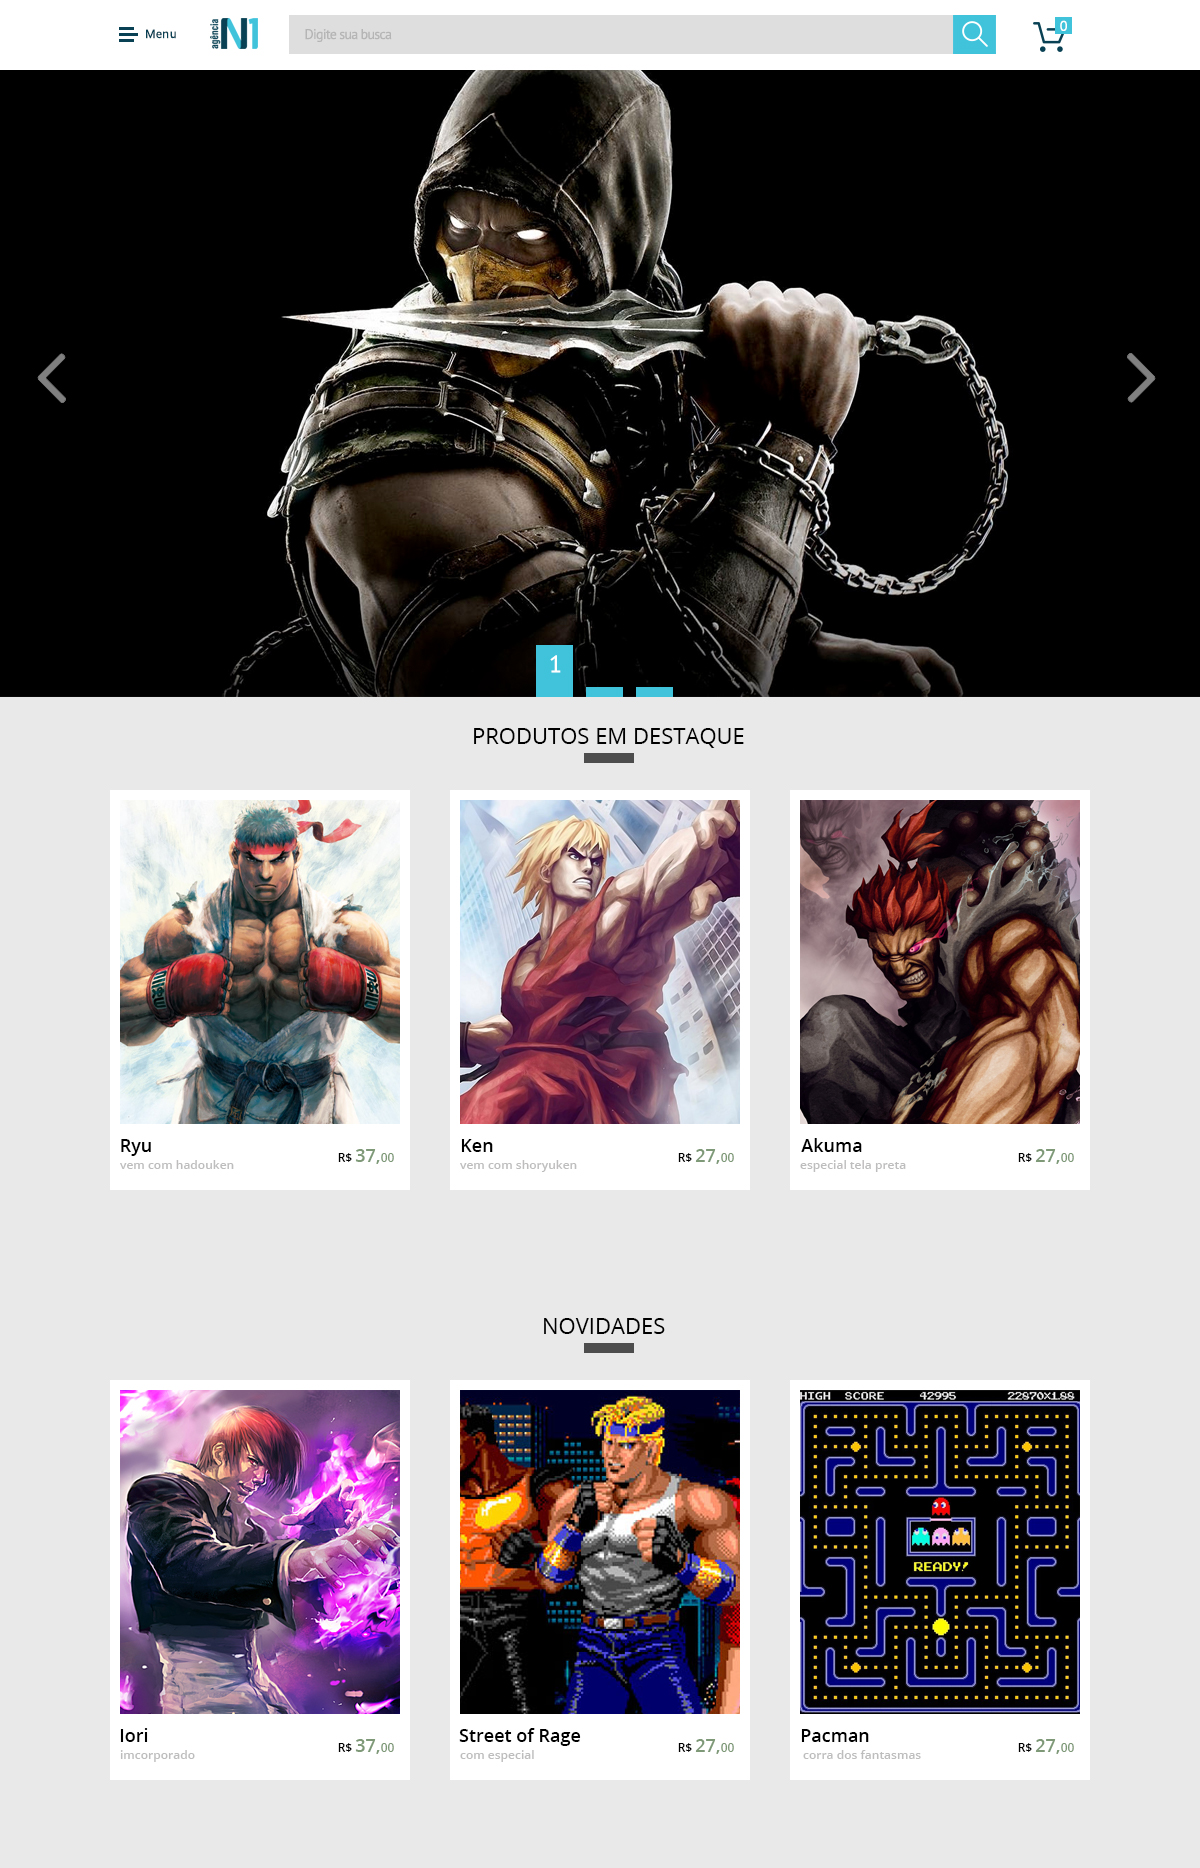 Menu
agência
N1
Digite sua busca
0
1
PRODUTOS EM DESTAQUE
Ryu
vem com hadouken
R$ 37,00
Ken
vem com shoryuken
R$ 27,00
Akuma
especial tela preta
R$ 27,00
NOVIDADES
HIGH SCORE 42995 22870X1.88
READY!
Iori
imcorporado
R$ 37,00
Street of Rage
com especial
R$ 27,00
Pacman
corra dos fantasmas
R$ 27,00